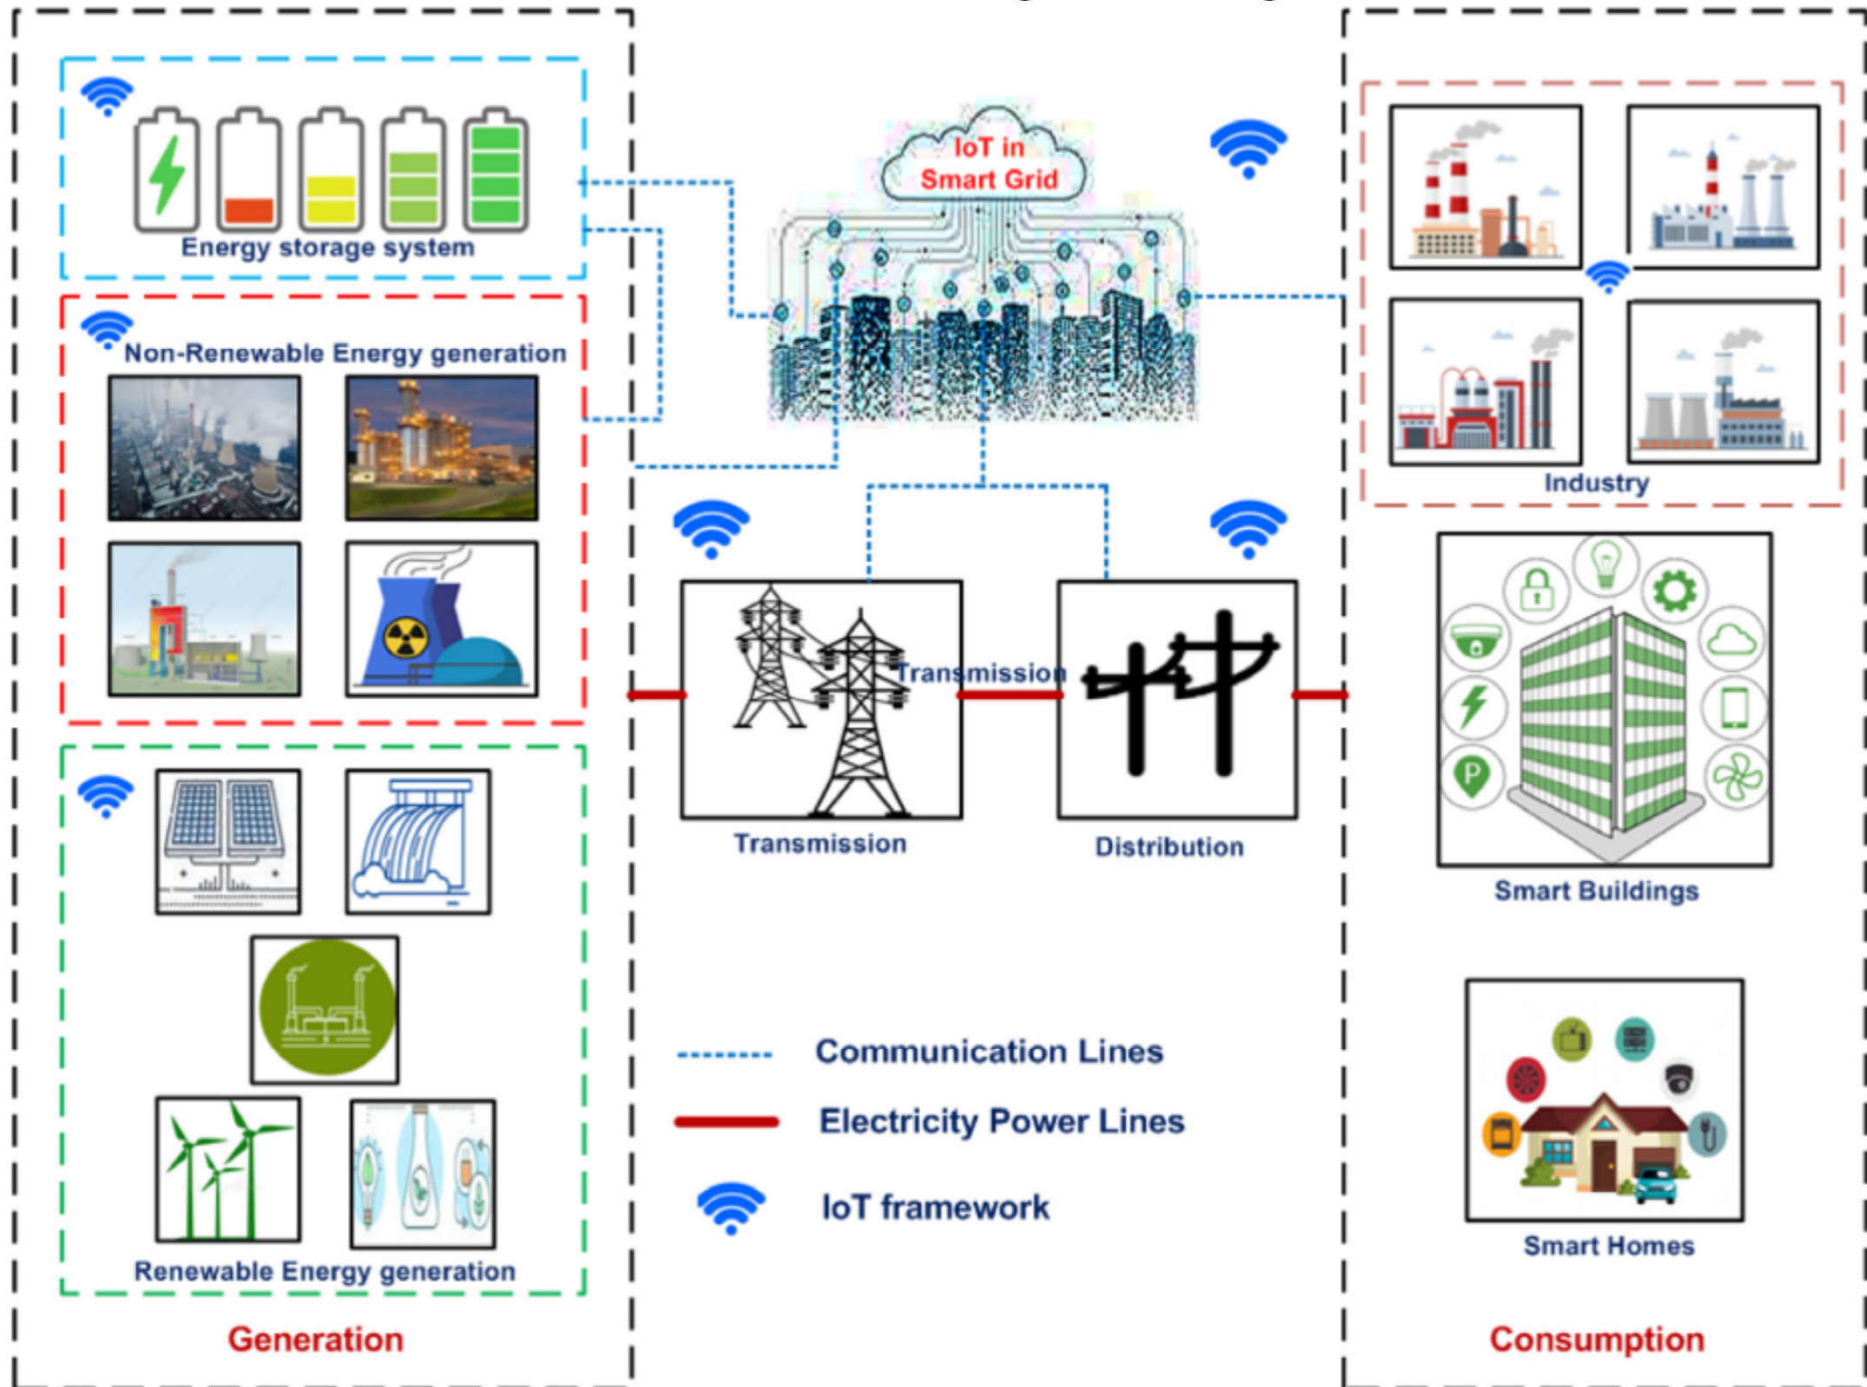 Energy storage system
Non-Renewable Energy generation
Renewable Energy generation
Generation
IoT in
Smart Grid
Transmission
Transmission
Distribution
Communication Lines
Electricity Power Lines
IoT framework
Industry
P
Smart Buildings
Smart Homes
Consumption